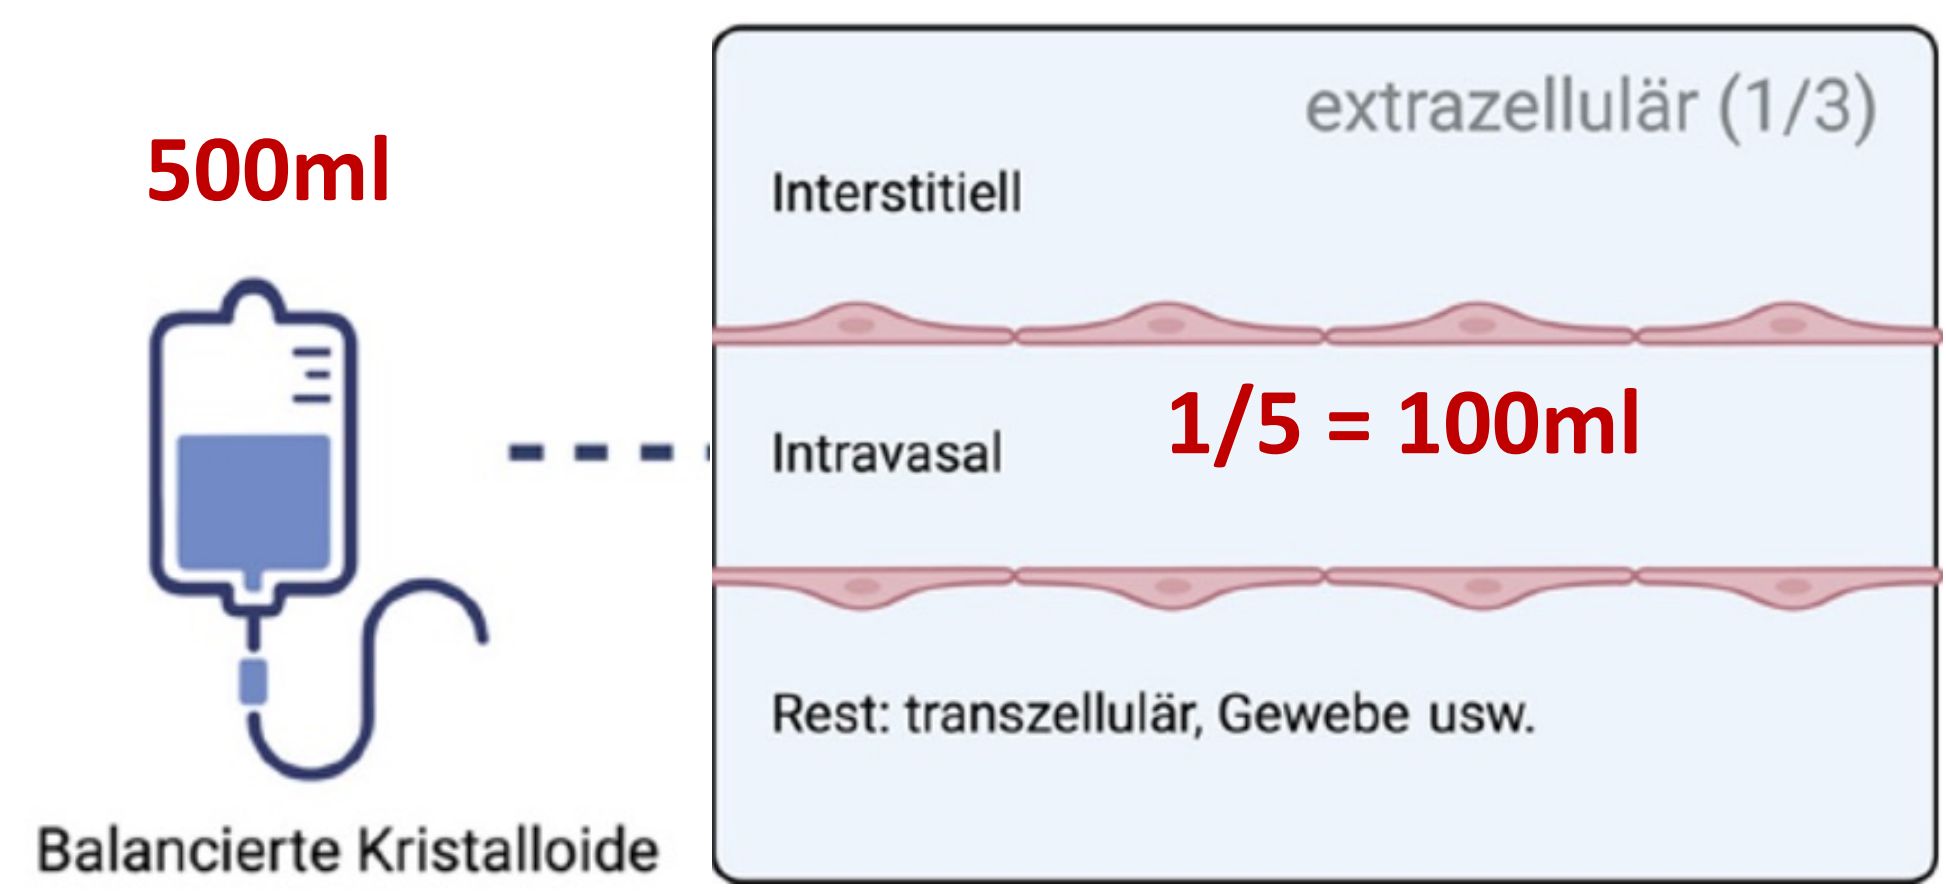 500ml
Balancierte Kristalloide
extrazellulär (1/3)
Interstitiell
Intravasal
1/5 = 100ml
Rest: transzellulär, Gewebe usw.